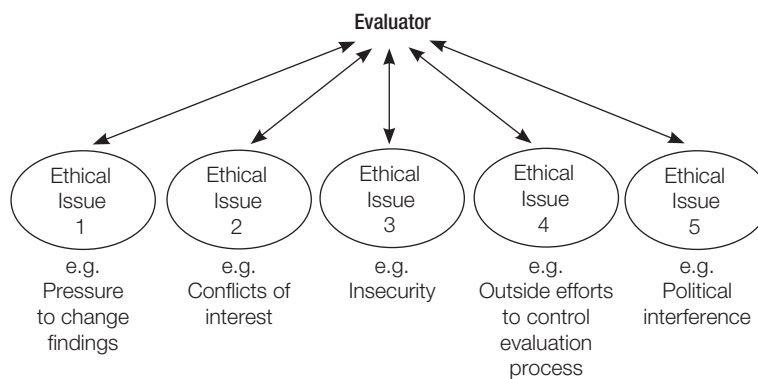 Evaluator
Ethical
Issue
1
Ethical
Issue
2
Ethical
Issue
3
Ethical
Issue
4
Ethical
Issue
5
e.g.
Pressure
to change
findings
e.g.
Conflicts of
interest
e.g.
Insecurity
e.g.
Outside efforts
to control
evaluation
process
e.g.
Political
interference